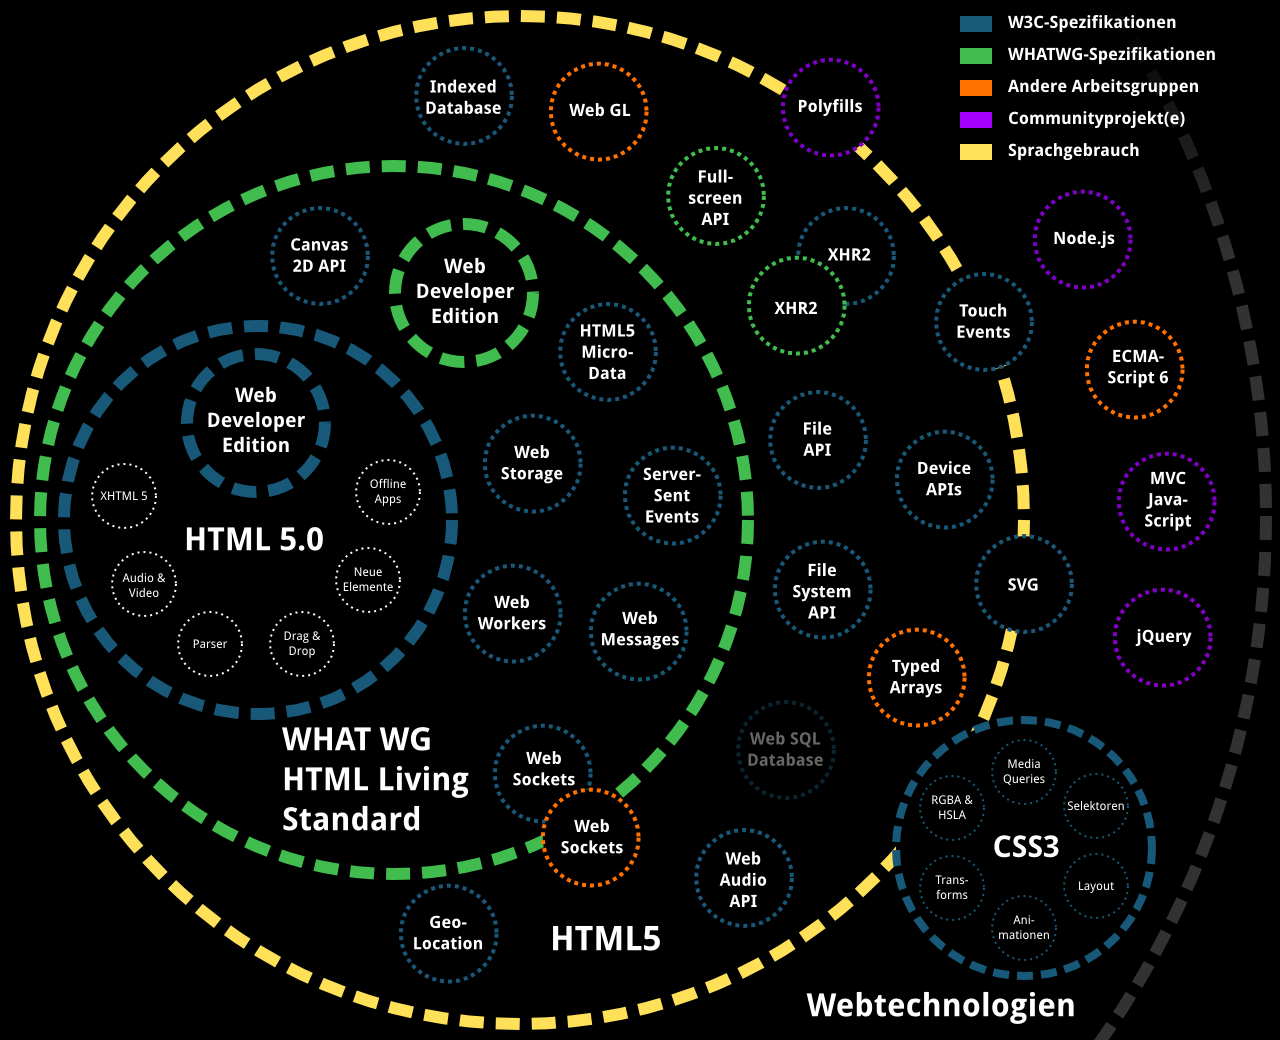 W3C-Spezifikationen
WHATWG-Spezifikationen
Andere Arbeitsgruppen
Communityprojekt(e)
Sprachgebrauch
Indexed
Database
Web GL
Polyfills
Full-
screen
API
XHR2
XHR2
Node.js
Canvas
2D API
Web
Developer
Edition
HTML5
Micro-
Data
Touch
Events
ECMA-
Script 6
Web
Developer
Edition
Web
Storage
Server-
Sent
Events
File
API
Device
APIs
MVC
Java-
Script
XHTML 5
Offline
Apps
HTML 5.0
Audio &
Video
Neue
Elemente
Parser
Drag &
Drop
Web
Workers
Web
Messages
File
System
API
SVG
jQuery
Typed
Arrays
WHAT WG
HTML Living
Standard
Web
Sockets
Web
Sockets
Web SQL
Database
Media
Queries
RGBA &
HSLA
Selektoren
CSS3
Trans-
forms
Layout
Ani-
mationen
Web
Audio
API
Geo-
Location
HTML5
Webtechnologien